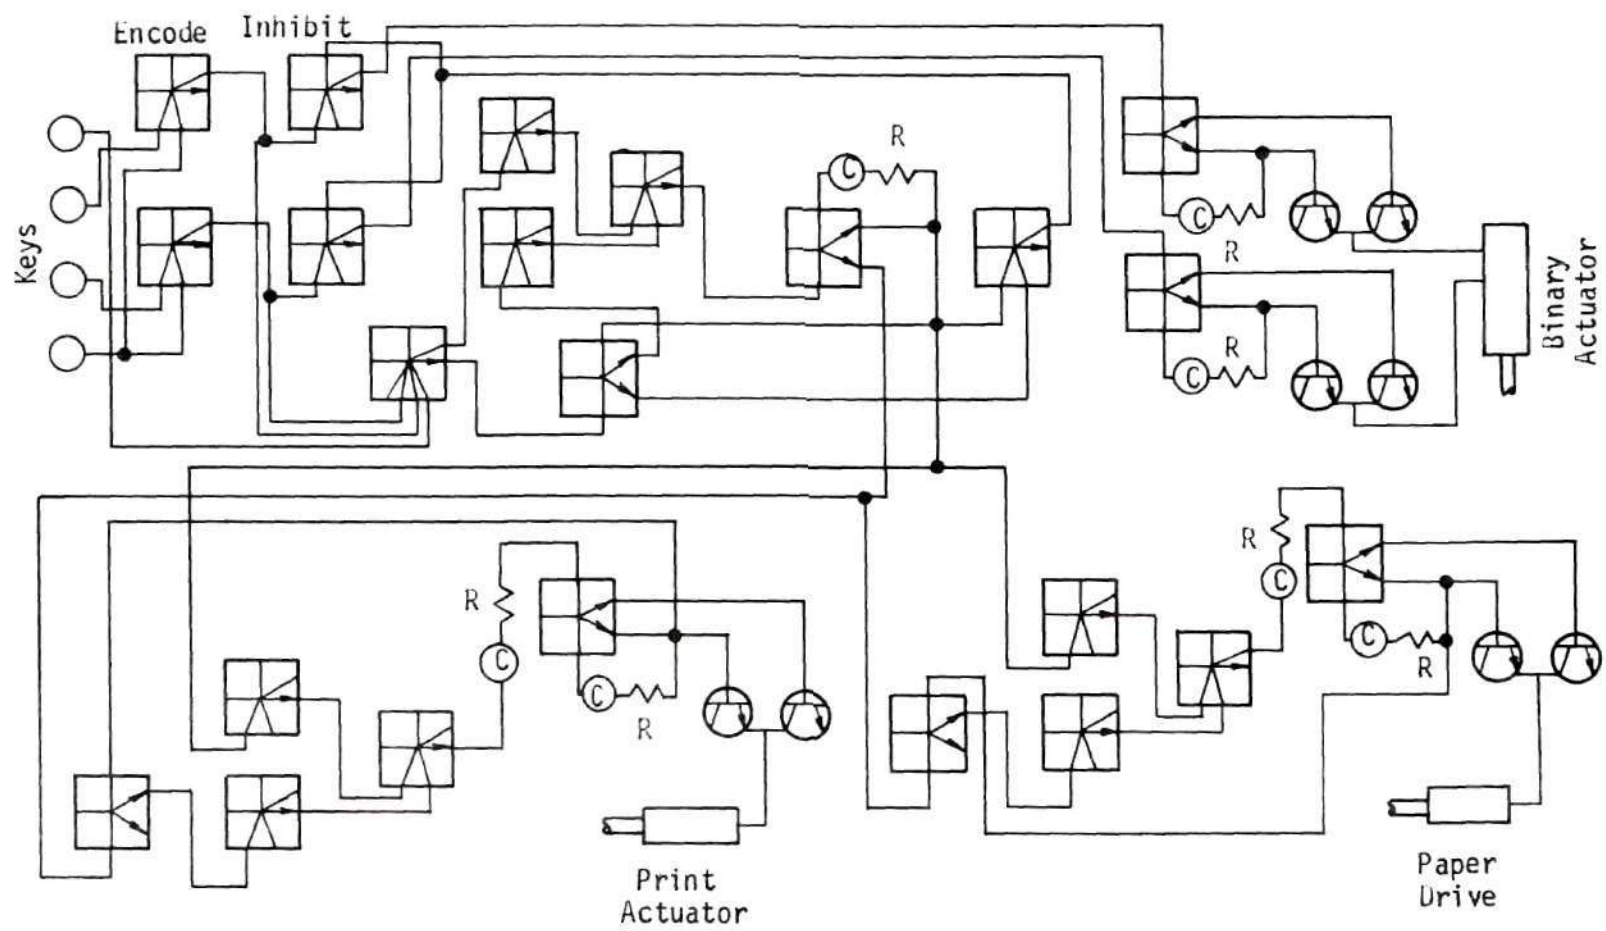 Encode Inhibit
Keys
R
R
R
Binary
Actuator
C
C
C
R
R
C
C
R
R
C
C
R
Print
Actuator
Paper
Drive